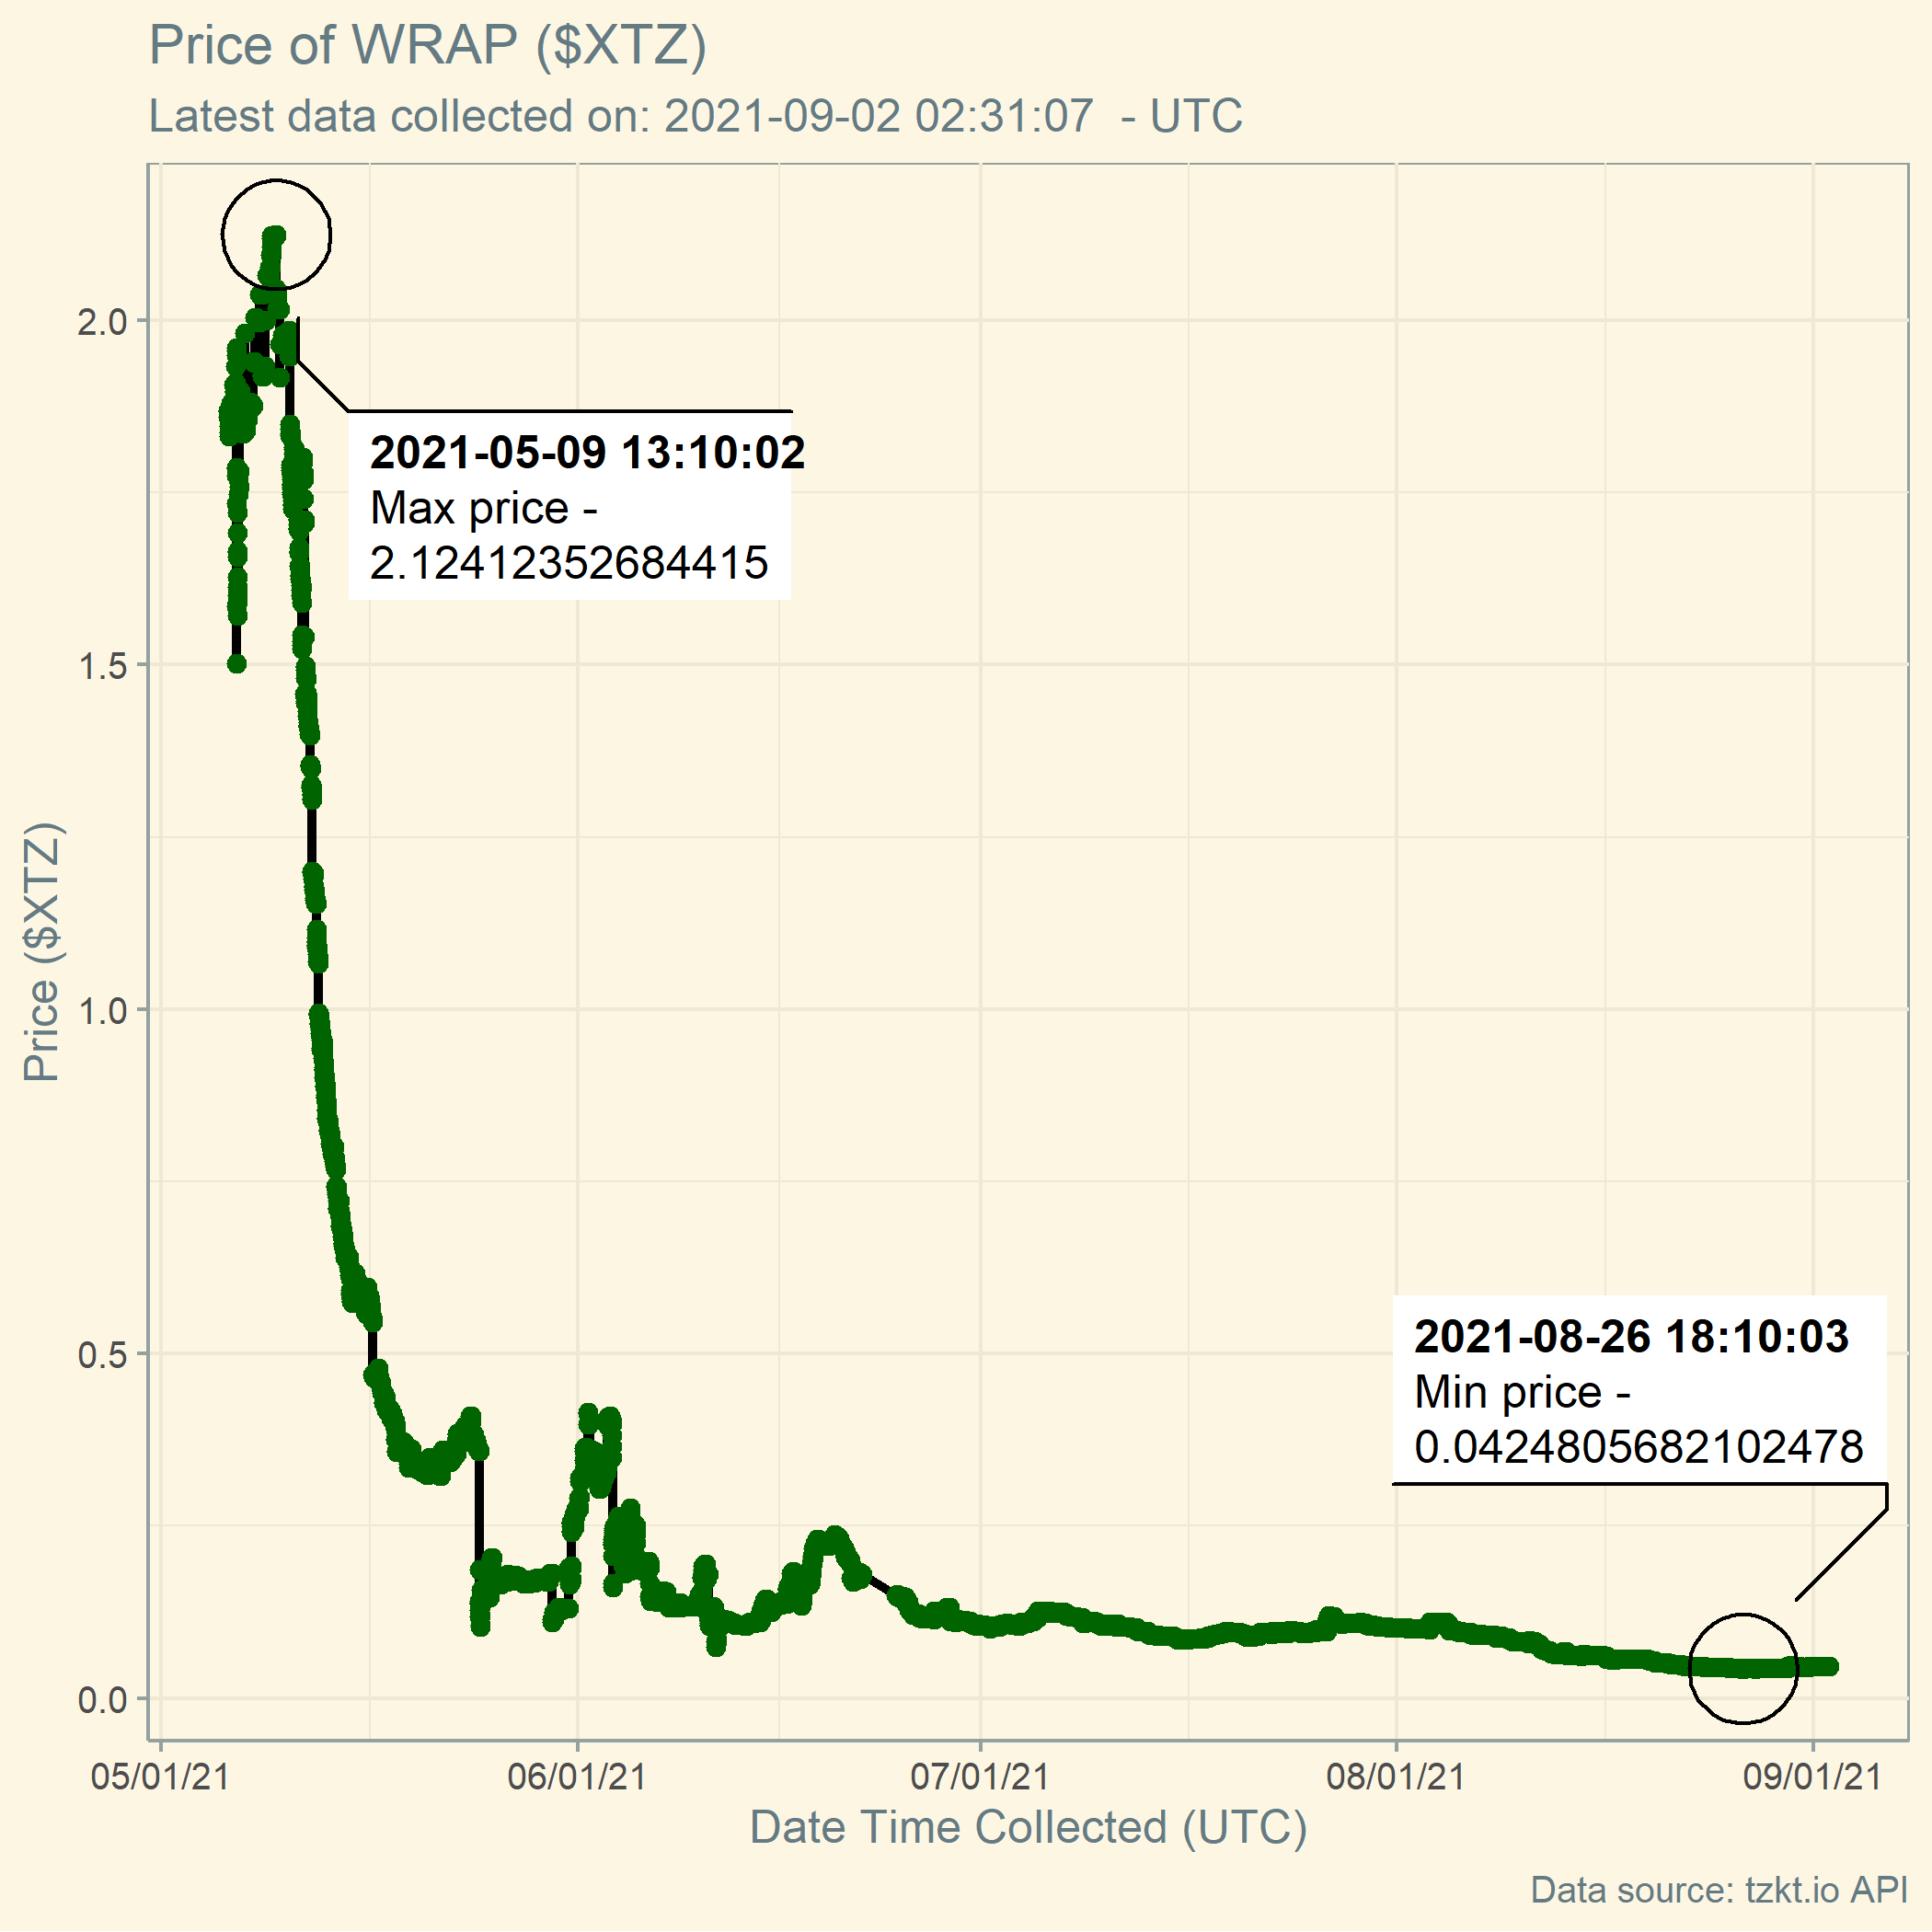 Price of WRAP ($XTZ)
Latest data collected on: 2021-09-02 02:31:07  - UTC
2.0
1.5
1.0
0.5
0.0
Price ($XTZ)
2021-05-09 13:10:02
Max price -
2.12412352684415
2021-08-26 18:10:03
Min price -
0.0424805682102478
05/01/21
06/01/21
07/01/21
08/01/21
09/01/21
Date Time Collected (UTC)
Data source: tzkt.io API